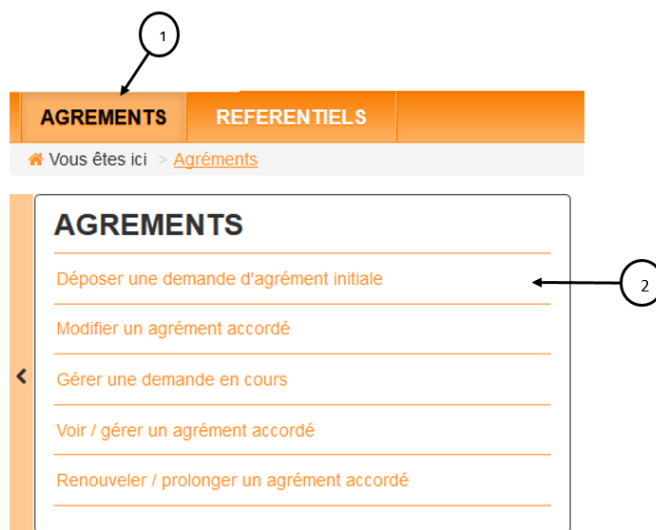 1
AGREMENTS REFERENTIELS
Vous êtes ici > Agréments
AGREMENTS
Déposer une demande d'agrément initiale
2
Modifier un agrément accordé
Gérer une demande en cours
Voir / gérer un agrément accordé
Renouveler / prolonger un agrément accordé